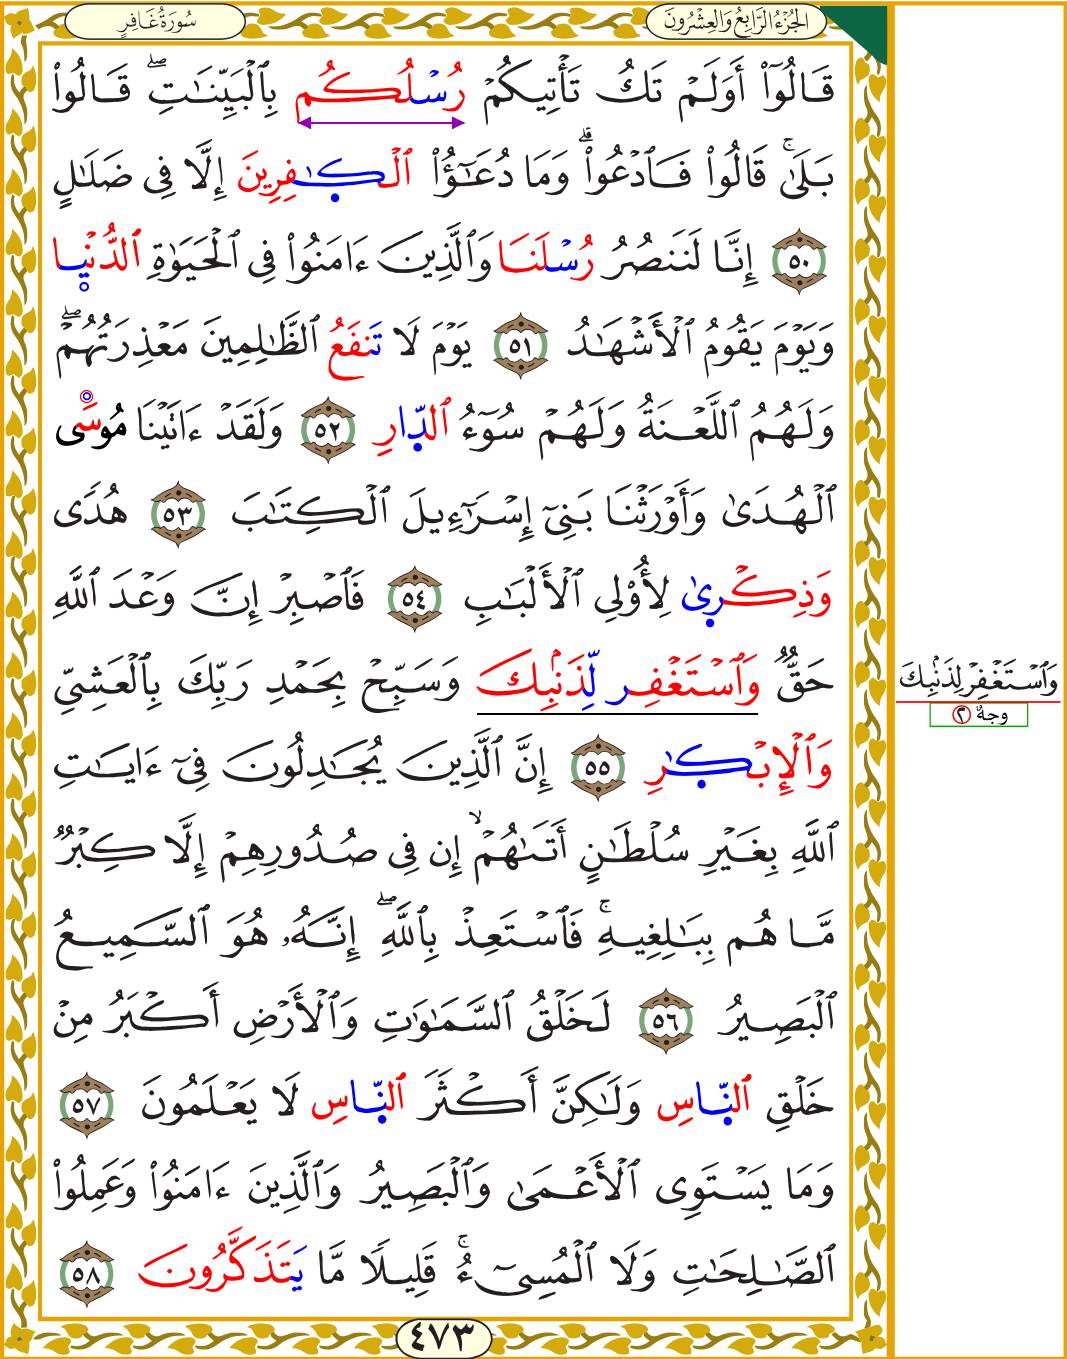 الجُزْءُ الرَّابِعُ وَالعِشْرُونَ
سُورَةُ غَافِرٍ
قَالُوٓاْ أَوَلَمْ تَكُ تَأْتِيكُمْ رُسْلُكُم بِٱلْبَيِّنَٰتِۖ قَالُواْ
بَلَىٰۚ قَالُواْ فَٱدْعُواْۗ وَمَا دُعَٰٓؤُاْ ٱلْكَٰفِرِينَ إِلَّا فِى ضَلَٰلٍ
۝٥٠ إِنَّا لَنَنصُرُ رُسْلَنَا وَٱلَّذِينَ ءَامَنُواْ فِى ٱلْحَيَوٰةِ ٱلدُّنْيَا
وَيَوْمَ يَقُومُ ٱلْأَشْهَٰدُ ۝٥١ يَوْمَ لَا تَنفَعُ ٱلظَّٰلِمِينَ مَعْذِرَتُهُمْۖ
وَلَهُمُ ٱللَّعْنَةُ وَلَهُمْ سُوٓءُ ٱلدّارِ ۝٥٢ وَلَقَدْ ءَاتَيْنَا مُوسَى
ٱلْهُدَىٰ وَأَوْرَثْنَا بَنِىٓ إِسْرَٰٓءِيلَ ٱلْكِتَٰبَ ۝٥٣ هُدًى
وَذِكْرىٰ لِأُوْلِى ٱلْأَلْبَٰبِ ۝٥٤ فَٱصْبِرْ إِنَّ وَعْدَ ٱللَّهِ
حَقٌّ وَٱسْتَغْفِر لِّذَنۢبِكَ وَسَبِّحْ بِحَمْدِ رَبِّكَ بِٱلْعَشِىِّ
وَٱلْإِبْكٰرِ ۝٥٥ إِنَّ ٱلَّذِينَ يُجَٰدِلُونَ فِىٓ ءَايَٰتِ
ٱللَّهِ بِغَيْرِ سُلْطَٰنٍ أَتَىٰهُمْۙ إِن فِى صُدُورِهِمْ إِلَّا كِبْرٌ
مَّا هُم بِبَٰلِغِيهِۚ فَٱسْتَعِذْ بِٱللَّهِۖ إِنَّهُۥ هُوَ ٱلسَّمِيعُ
ٱلْبَصِيرُ ۝٥٦ لَخَلْقُ ٱلسَّمَٰوَٰتِ وَٱلْأَرْضِ أَكْبَرُ مِنْ
خَلْقِ ٱلنّاسِ وَلَٰكِنَّ أَكْثَرَ ٱلنّاسِ لَا يَعْلَمُونَ ۝٥٧
وَمَا يَسْتَوِى ٱلْأَعْمَىٰ وَٱلْبَصِيرُ وَٱلَّذِينَ ءَامَنُواْ وَعَمِلُواْ
ٱلصَّٰلِحَٰتِ وَلَا ٱلْمُسِىٓءُۚ قَلِيلًا مَّا يَتَذَكَّرُونَ ۝٥٨
٤٧٣
وَٱسْتَغْفِرْ لِذَنۢبِكَ
وجهٌ ٢